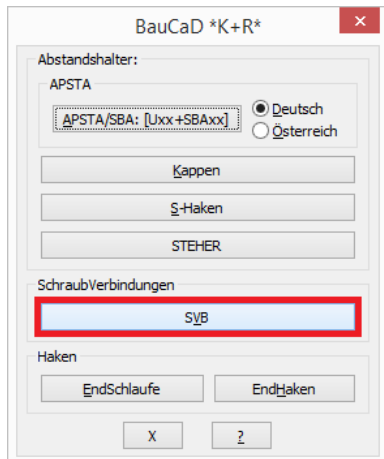 BauCaD *K+R*
x
Abstandshalter:
APSTA
APSTA/SBA: [Uxx+SBAxx]
Deutsch
Österreich
Kappen
S-Haken
STEHER
SchraubVerbindungen
SVB
Haken
EndSchlaufe EndHaken
X ?